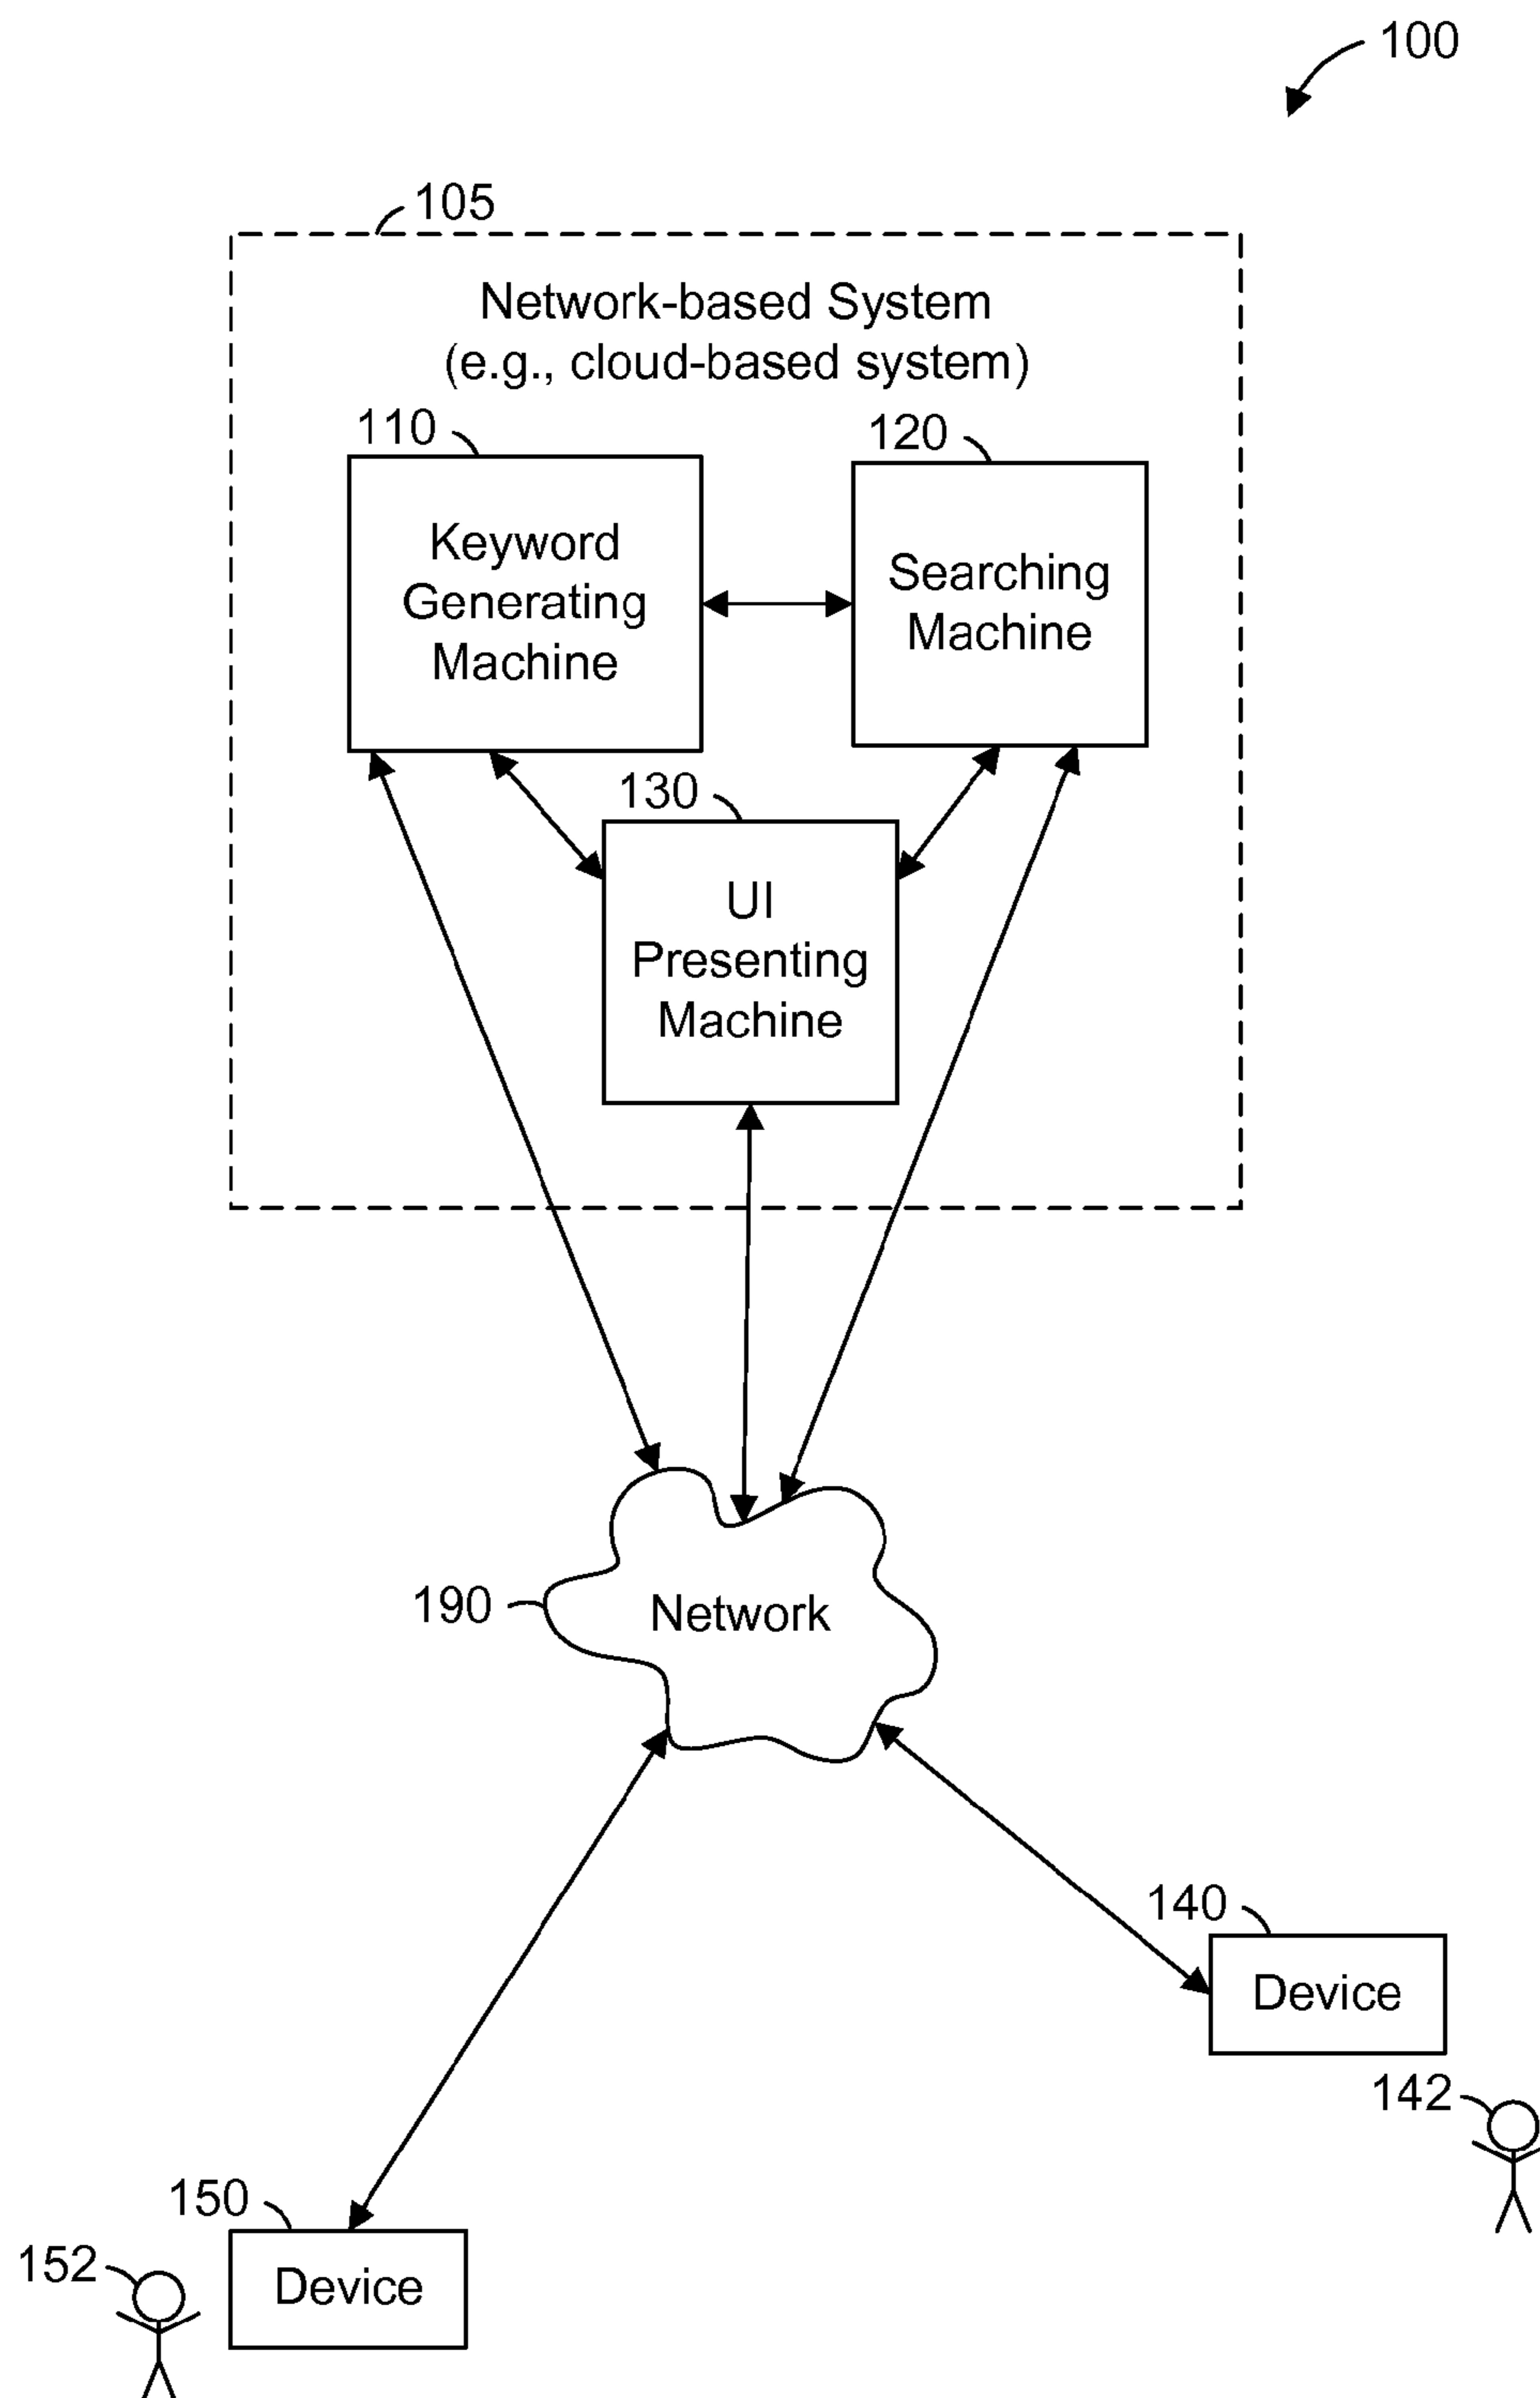 100
105
Network-based System
(e.g., cloud-based system)
110
120
Keyword
Generating
Machine
Searching
Machine
130
UI
Presenting
Machine
190
Network
140
Device
142
150
Device
152